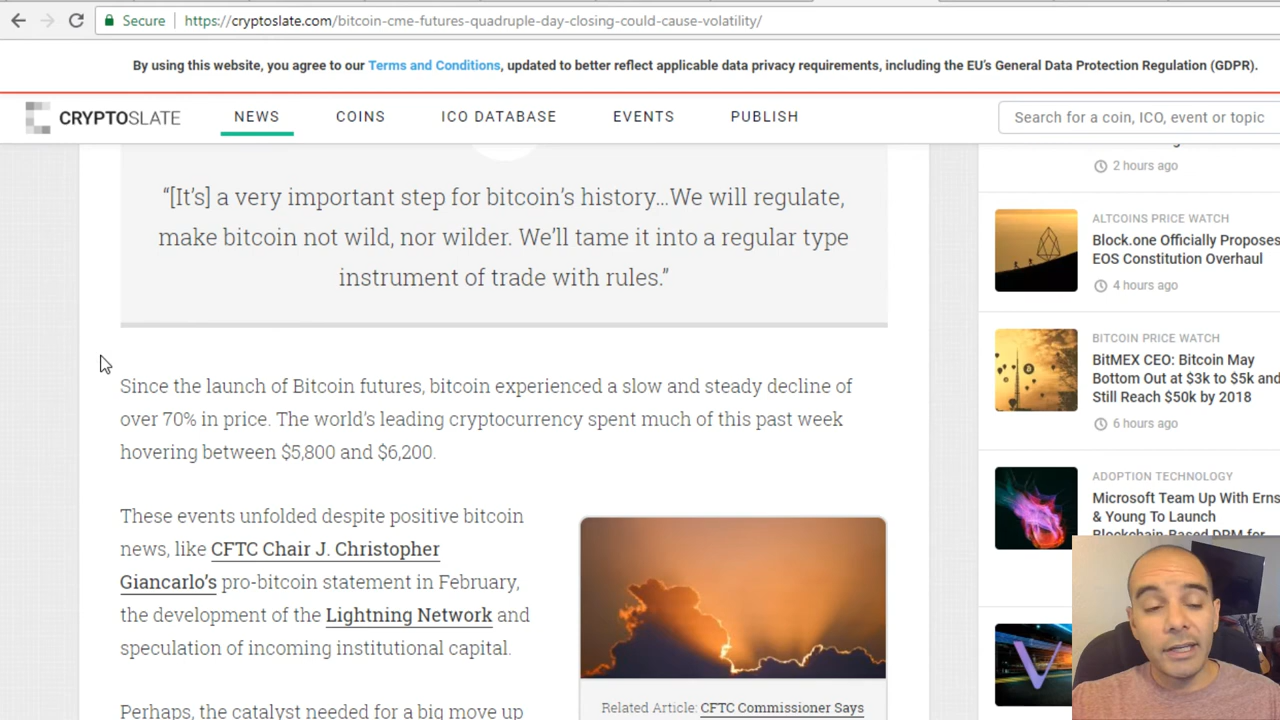 Secure https://cryptoslate.com/bitcoin-cme-futures-quadruple-day-closing-could-cause-volatility/
By using this website, you agree to our Terms and Conditions, updated to better reflect applicable data privacy requirements, including the EU's General Data Protection Regulation (GDPR).
CRYPTOSLATE NEWS COINS ICO DATABASE EVENTS PUBLISH Search for a coin, ICO, event or topic
“[It’s] a very important step for bitcoin’s history...We will regulate,
make bitcoin not wild, nor wilder. We’ll tame it into a regular type
instrument of trade with rules.”
Since the launch of Bitcoin futures, bitcoin experienced a slow and steady decline of
over 70% in price. The world’s leading cryptocurrency spent much of this past week
hovering between $5,800 and $6,200.
These events unfolded despite positive bitcoin
news, like CFTC Chair J. Christopher
Giancarlo’s pro-bitcoin statement in February,
the development of the Lightning Network and
speculation of incoming institutional capital.
Perhaps, the catalyst needed for a big move up
Related Article: CFTC Commissioner Says
2 hours ago
ALTCOINS PRICE WATCH
Block.one Officially Proposes
EOS Constitution Overhaul
4 hours ago
BITCOIN PRICE WATCH
BitMEX CEO: Bitcoin May
Bottom Out at $3k to $5k and
Still Reach $50k by 2018
6 hours ago
ADOPTION TECHNOLOGY
Microsoft Team Up With Erns
& Young To Launch
Blockchain-Based DRM for